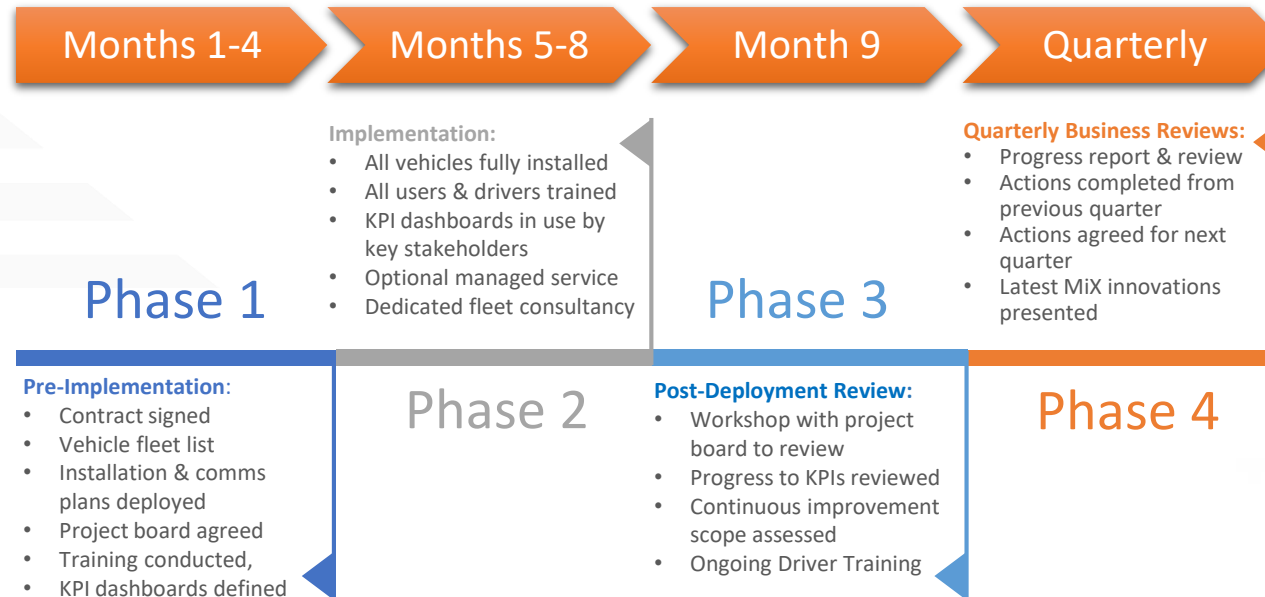 Months 1-4
Months 5-8
Month 9
Quarterly
Implementation:
• All vehicles fully installed
• All users & drivers trained
• KPI dashboards in use by
key stakeholders
• Optional managed service
• Dedicated fleet consultancy
Quarterly Business Reviews:
• Progress report & review
• Actions completed from
previous quarter
• Actions agreed for next
quarter
• Latest MiX innovations
presented
Phase 1
Phase 3
Pre-Implementation:
• Contract signed
• Vehicle fleet list
• Installation & comms
plans deployed
• Project board agreed
• Training conducted,
• KPI dashboards defined
Phase 2
Post-Deployment Review:
• Workshop with project
board to review
• Progress to KPIs reviewed
• Continuous improvement
scope assessed
• Ongoing Driver Training
Phase 4